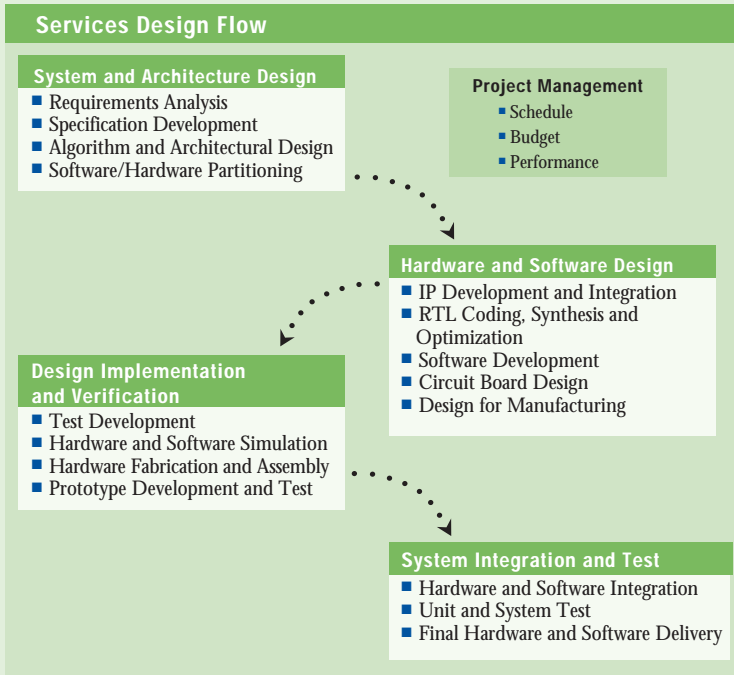 Services Design Flow
System and Architecture Design
■ Requirements Analysis
■ Specification Development
■ Algorithm and Architectural Design
■ Software/Hardware Partitioning
Project Management
■ Schedule
■ Budget
■ Performance
Hardware and Software Design
■ IP Development and Integration
■ RTL Coding, Synthesis and
Optimization
■ Software Development
■ Circuit Board Design
■ Design for Manufacturing
Design Implementation
and Verification
■ Test Development
■ Hardware and Software Simulation
■ Hardware Fabrication and Assembly
■ Prototype Development and Test
System Integration and Test
■ Hardware and Software Integration
■ Unit and System Test
■ Final Hardware and Software Delivery